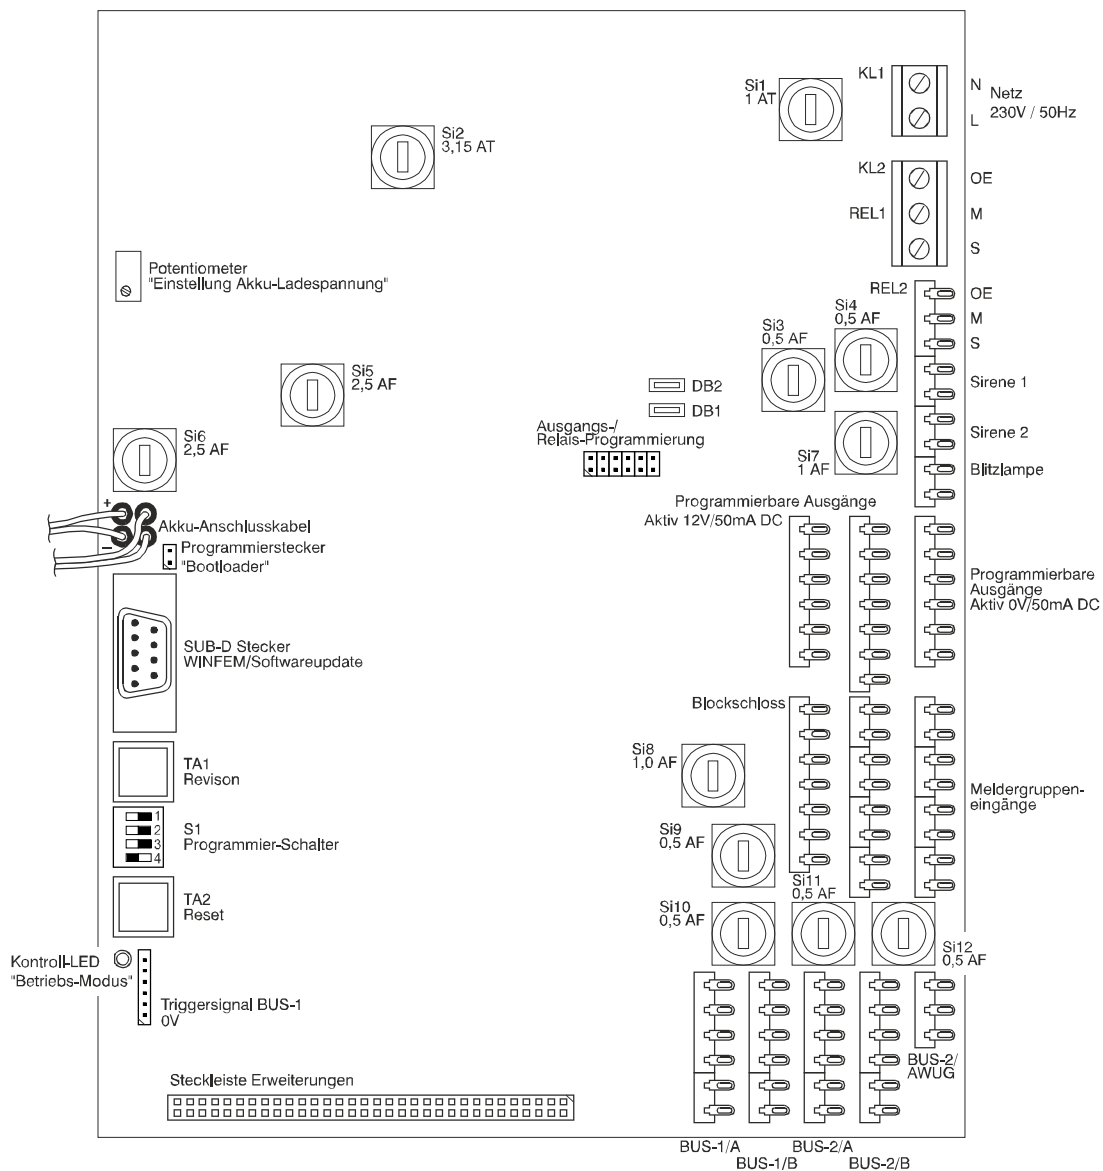 KL1
N
L
Netz
230V / 50Hz
Si1
1 AT
Si2
3,15 AT
KL2
REL1
OE
M
S
Potentiometer
"Einstellung Akku-Ladespannung"
REL2
OE
M
S
Si4
0,5 AF
Si3
0,5 AF
Si5
2,5 AF
DB2
DB1
Sirene 1
Ausgangs-/
Relais-Programmierung
Si6
2,5 AF
Si7
1 AF
Sirene 2
Blitzlampe
+
–
Akku-Anschlusskabel
Programmierstecker
"Bootloader"
Programmierbare Ausgänge
Aktiv 12V/50mA DC
Programmierbare
Ausgänge
Aktiv 0V/50mA DC
SUB-D Stecker
WINFEM/Softwareupdate
Blockschloss
TA1
Revison
Si8
1,0 AF
Meldergruppen-
eingänge
1
2
3
4
S1
Programmier-Schalter
Si9
0,5 AF
Si11
0,5 AF
TA2
Reset
Si10
0,5 AF
Si12
0,5 AF
Kontroll-LED
"Betriebs-Modus"
Triggersignal BUS-1
0V
BUS-2/
AWUG
Steckleiste Erweiterungen
BUS-1/A
BUS-1/B
BUS-2/A
BUS-2/B